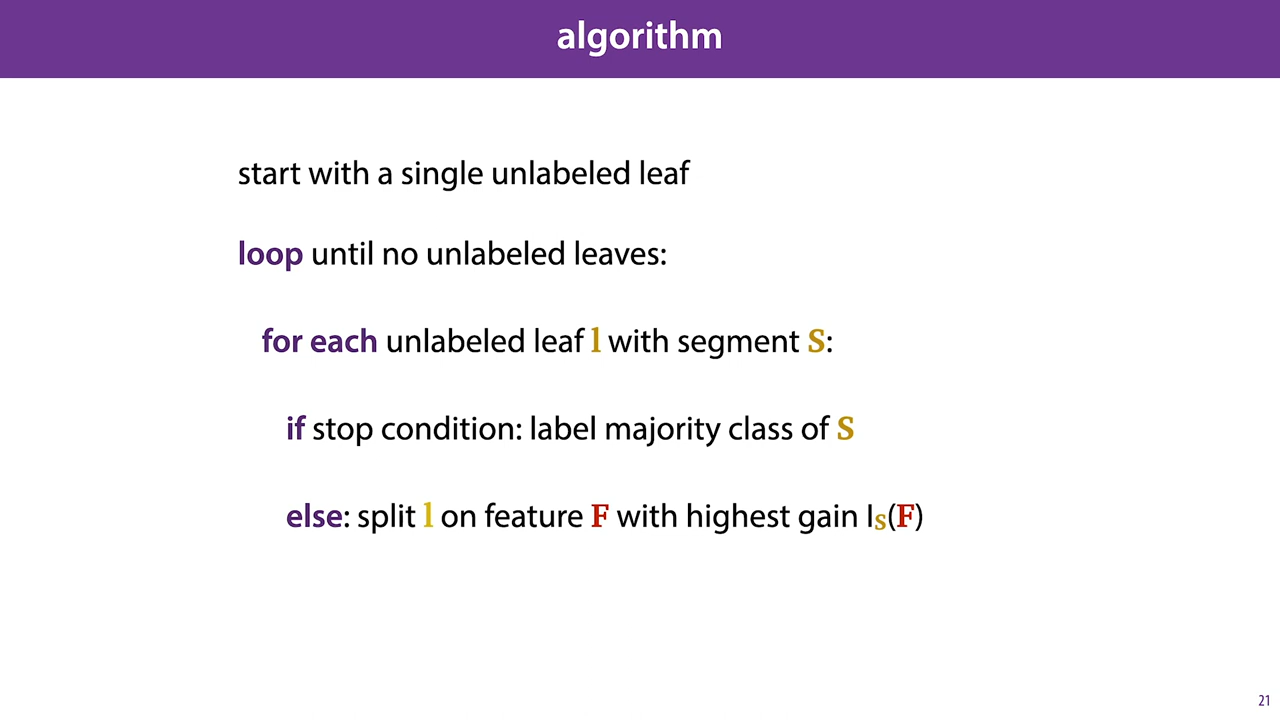 algorithm
start with a single unlabeled leaf
loop until no unlabeled leaves:
for each unlabeled leaf l with segment S:
if stop condition: label majority class of S
else: split l on feature F with highest gain I_S(F)
21